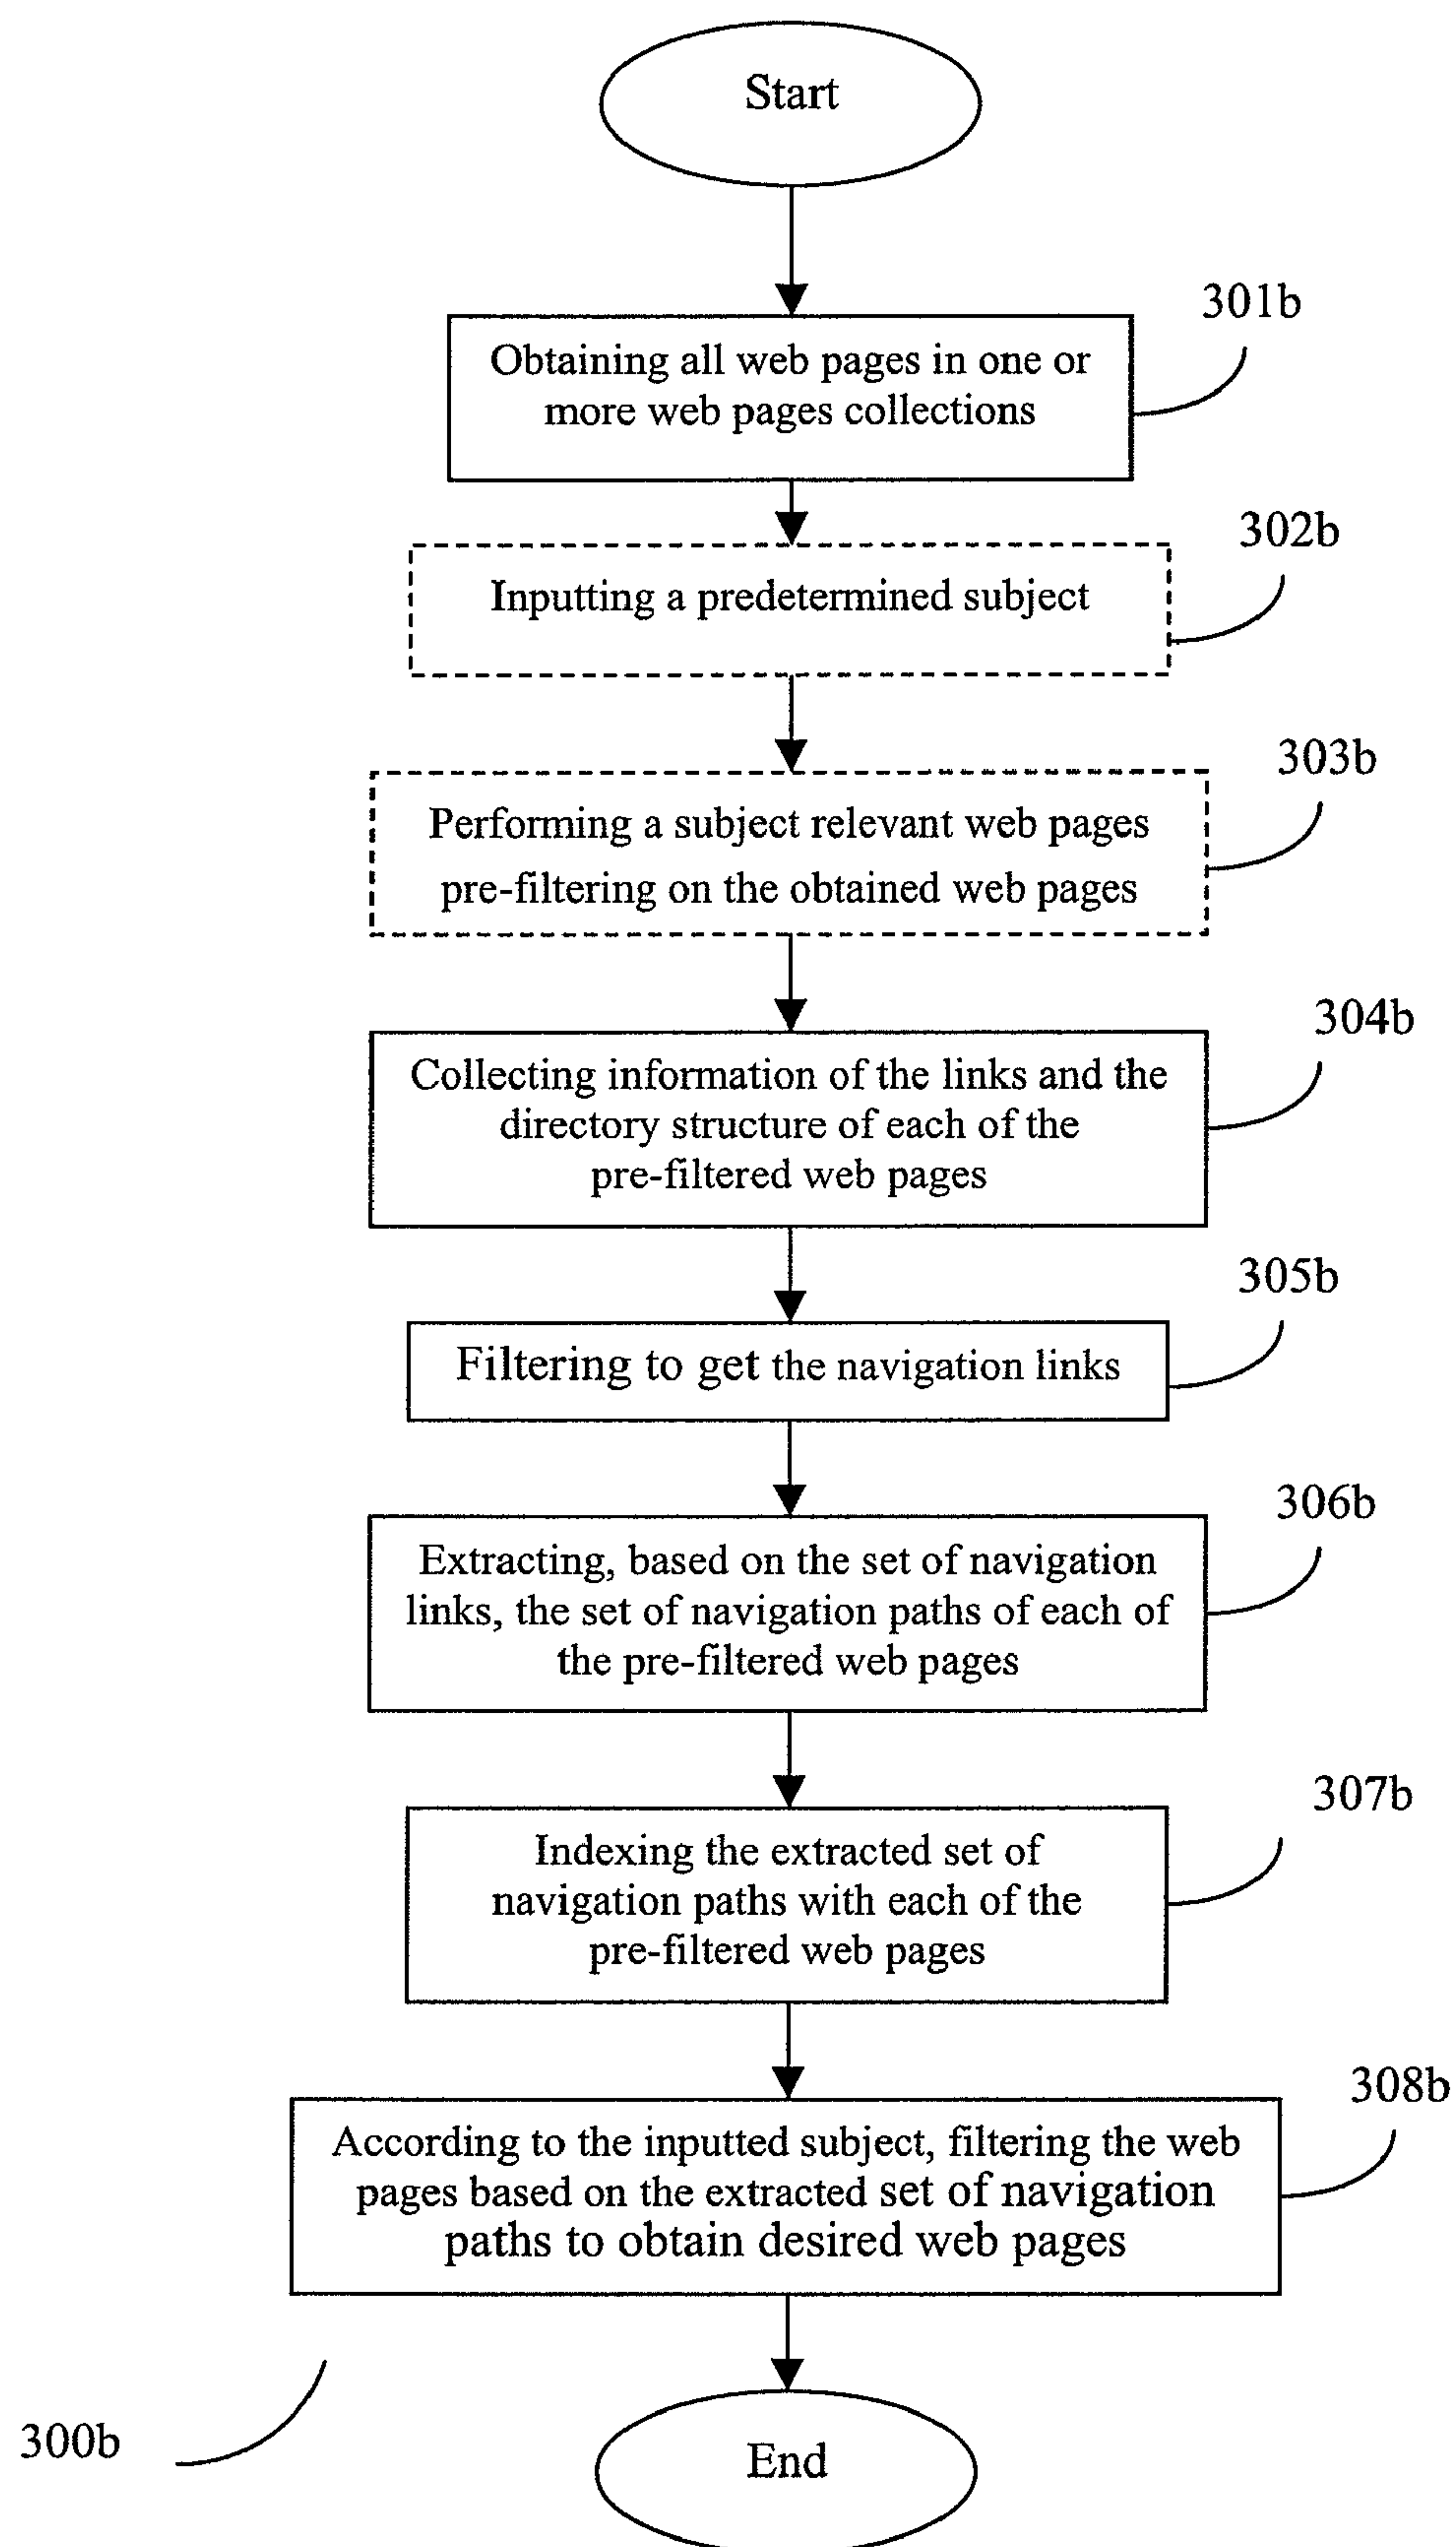 Start
301b
Obtaining all web pages in one or
more web pages collections
302b
Inputting a predetermined subject
303b
Performing a subject relevant web pages
pre-filtering on the obtained web pages
304b
Collecting information of the links and the
directory structure of each of the
pre-filtered web pages
305b
Filtering to get the navigation links
306b
Extracting, based on the set of navigation
links, the set of navigation paths of each of
the pre-filtered web pages
307b
Indexing the extracted set of
navigation paths with each of the
pre-filtered web pages
308b
According to the inputted subject, filtering the web
pages based on the extracted set of navigation
paths to obtain desired web pages
300b
End